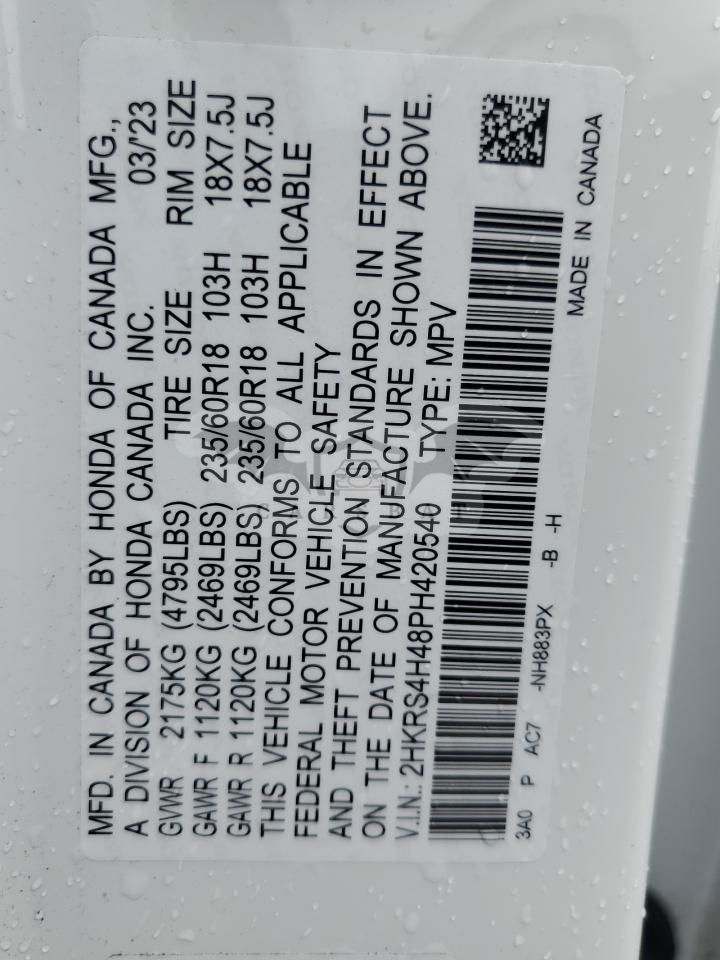 MFD. IN CANADA BY HONDA OF CANADA MFG.,
A DIVISION OF HONDA CANADA INC. 03/'23
GVWR 2175KG (4795LBS) TIRE SIZE RIM SIZE
GAWR F 1120KG (2469LBS) 235/60R18 103H 18X7.5J
GAWR R 1120KG (2469LBS) 235/60R18 103H 18X7.5J
THIS VEHICLE CONFORMS TO ALL APPLICABLE
FEDERAL MOTOR VEHICLE SAFETY
AND THEFT PREVENTION STANDARDS IN EFFECT
ON THE DATE OF MANUFACTURE SHOWN ABOVE.
V.I.N.: 2HKRS4H48PH420540 TYPE: MPV
3A0 P AC7 -NH883PX -B -H
MADE IN CANADA